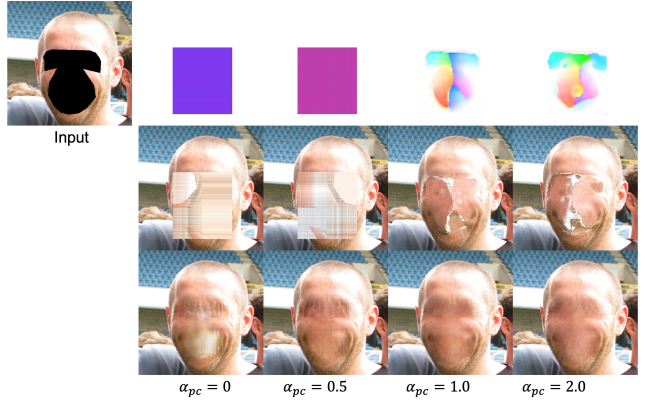 Input
α_pc = 0
α_pc = 0.5
α_pc = 1.0
α_pc = 2.0